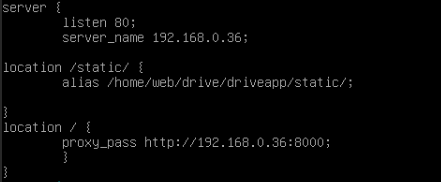 server {
        listen 80;
        server_name 192.168.0.36;
location /static/ {
        alias /home/web/drive/driveapp/static/;
}
location / {
        proxy_pass http://192.168.0.36:8000;
        }
}